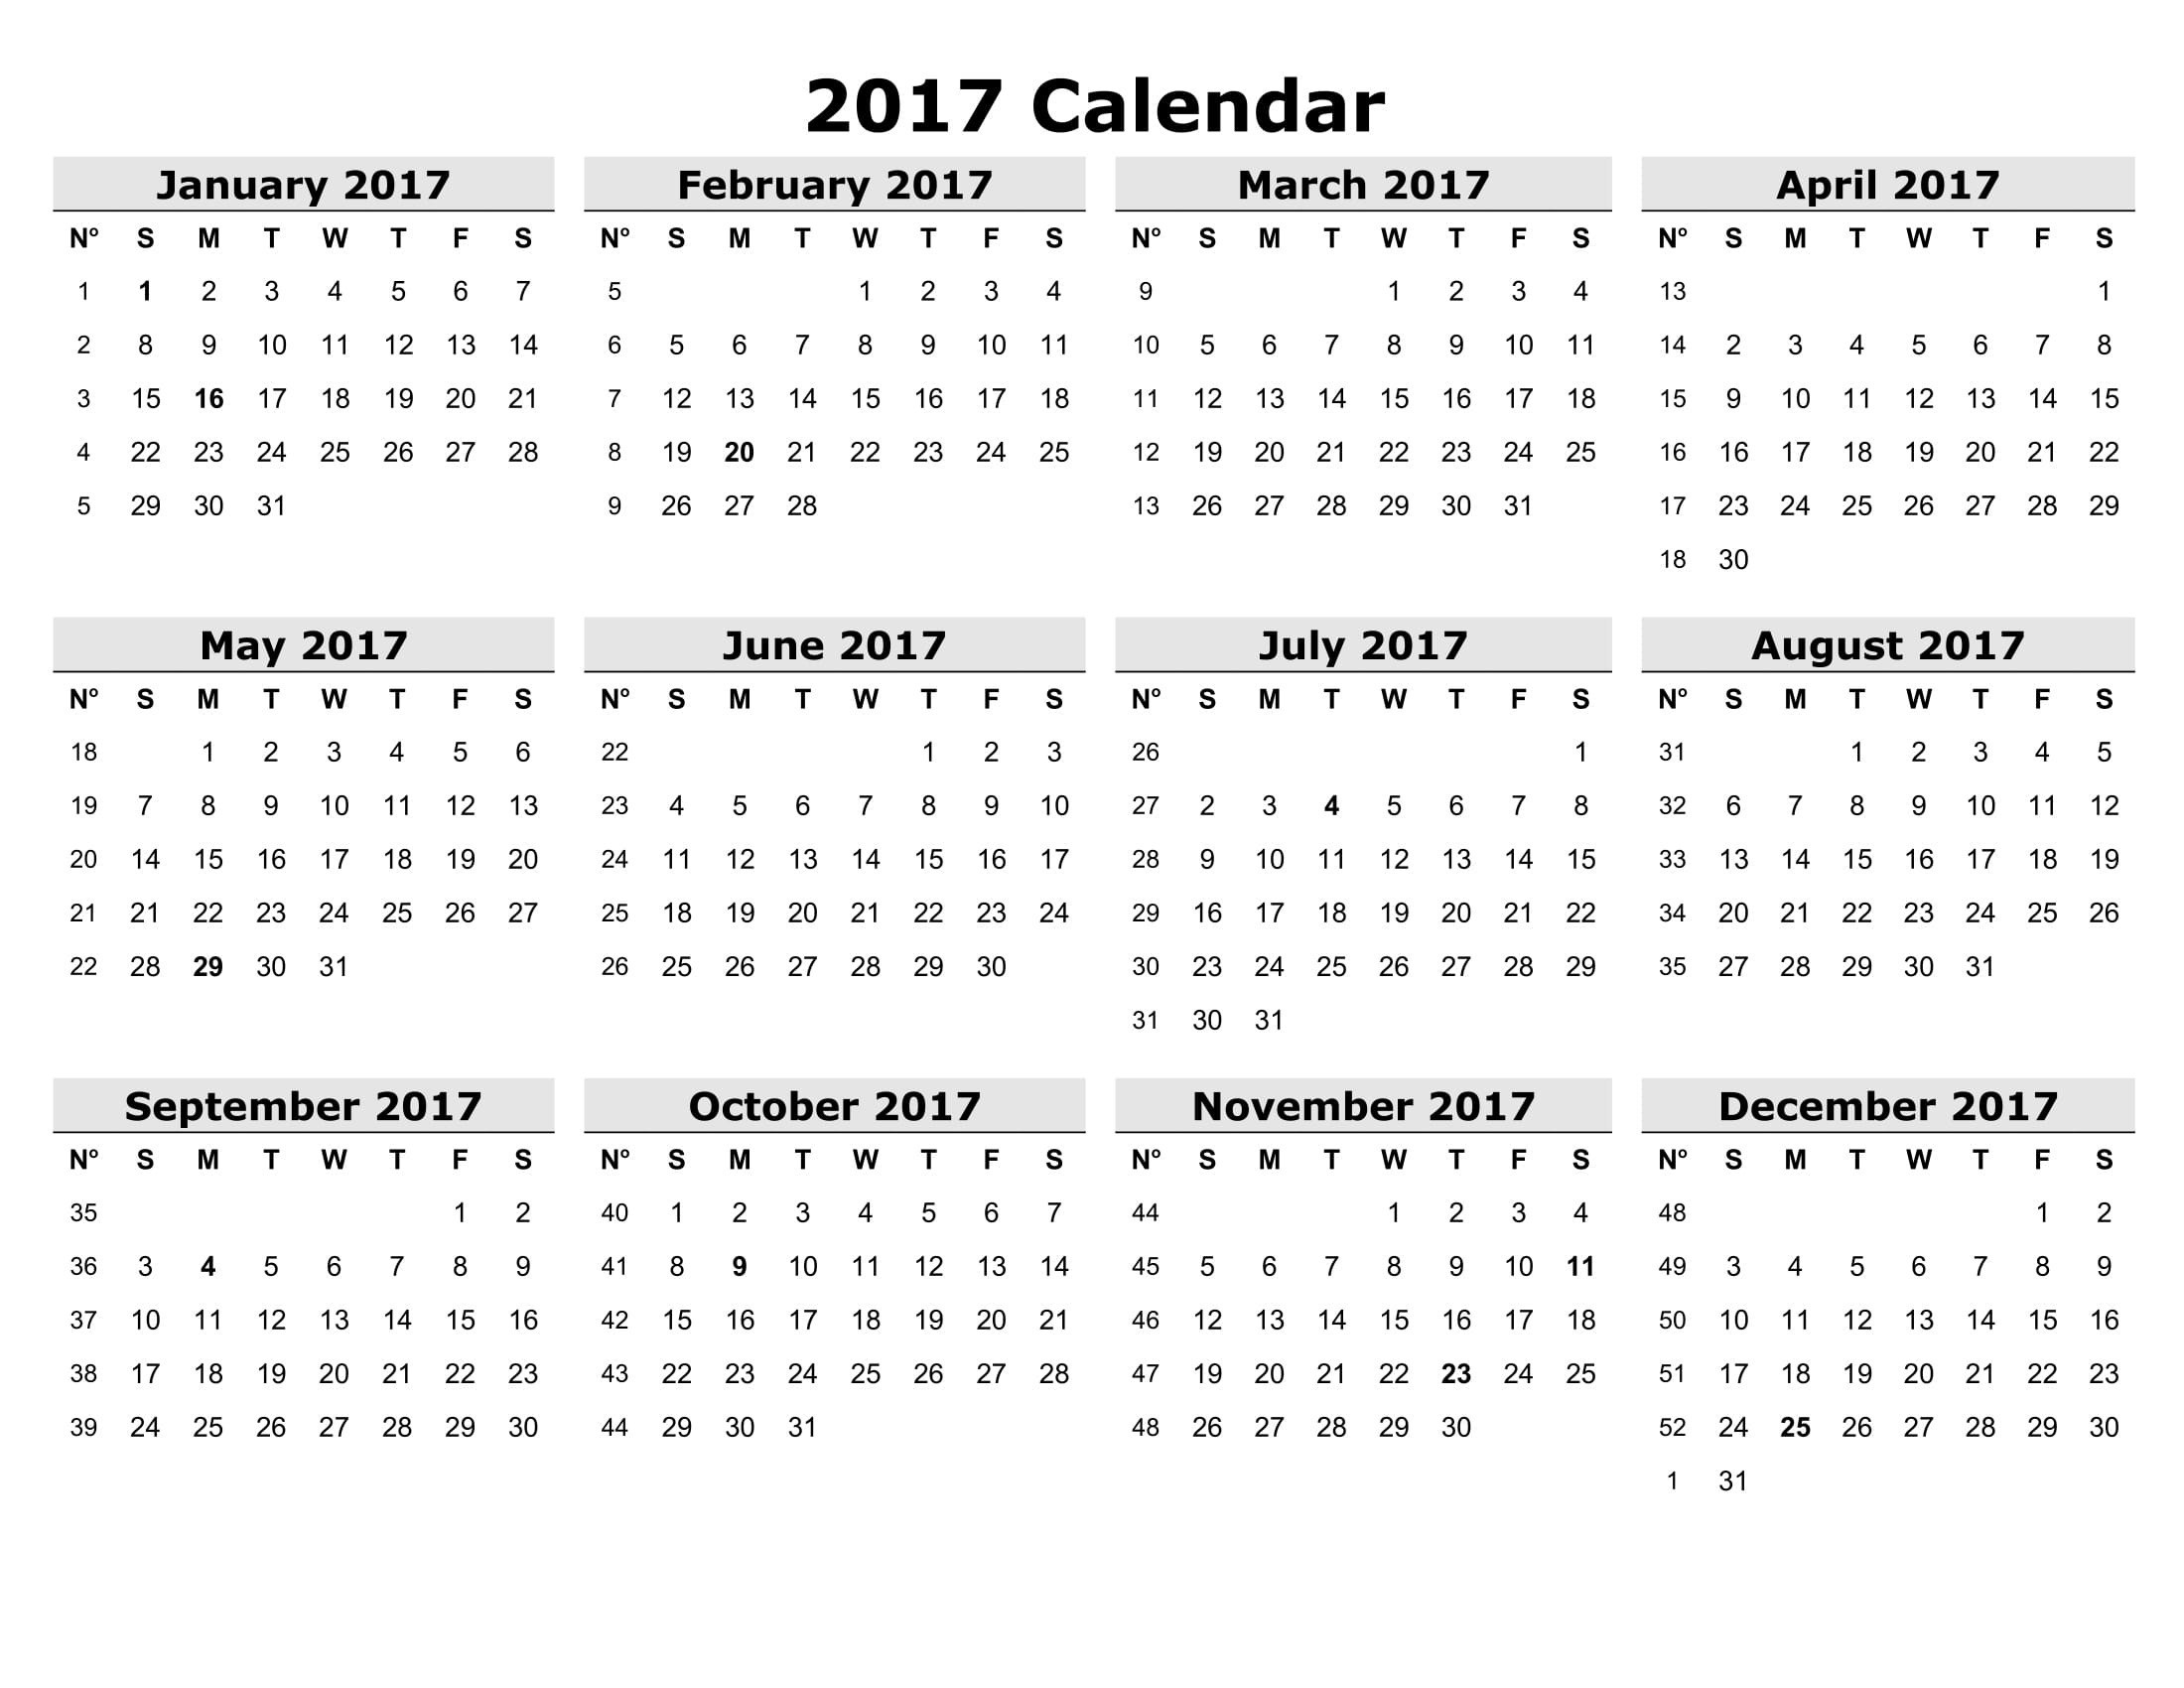 2017 Calendar
January 2017
Nº S M T W T F S
1 1 2 3 4 5 6 7
2 8 9 10 11 12 13 14
3 15 16 17 18 19 20 21
4 22 23 24 25 26 27 28
5 29 30 31
February 2017
Nº S M T W T F S
5 1 2 3 4
6 5 6 7 8 9 10 11
7 12 13 14 15 16 17 18
8 19 20 21 22 23 24 25
9 26 27 28
March 2017
Nº S M T W T F S
9 1 2 3 4
10 5 6 7 8 9 10 11
11 12 13 14 15 16 17 18
12 19 20 21 22 23 24 25
13 26 27 28 29 30 31
April 2017
Nº S M T W T F S
13 1
14 2 3 4 5 6 7 8
15 9 10 11 12 13 14 15
16 16 17 18 19 20 21 22
17 23 24 25 26 27 28 29
18 30
May 2017
Nº S M T W T F S
18 1 2 3 4 5 6
19 7 8 9 10 11 12 13
20 14 15 16 17 18 19 20
21 21 22 23 24 25 26 27
22 28 29 30 31
June 2017
Nº S M T W T F S
22 1 2 3
23 4 5 6 7 8 9 10
24 11 12 13 14 15 16 17
25 18 19 20 21 22 23 24
26 25 26 27 28 29 30
July 2017
Nº S M T W T F S
26 1
27 2 3 4 5 6 7 8
28 9 10 11 12 13 14 15
29 16 17 18 19 20 21 22
30 23 24 25 26 27 28 29
31 30 31
August 2017
Nº S M T W T F S
31 1 2 3 4 5
32 6 7 8 9 10 11 12
33 13 14 15 16 17 18 19
34 20 21 22 23 24 25 26
35 27 28 29 30 31
September 2017
Nº S M T W T F S
35 1 2
36 3 4 5 6 7 8 9
37 10 11 12 13 14 15 16
38 17 18 19 20 21 22 23
39 24 25 26 27 28 29 30
October 2017
Nº S M T W T F S
40 1 2 3 4 5 6 7
41 8 9 10 11 12 13 14
42 15 16 17 18 19 20 21
43 22 23 24 25 26 27 28
44 29 30 31
November 2017
Nº S M T W T F S
44 1 2 3 4
45 5 6 7 8 9 10 11
46 12 13 14 15 16 17 18
47 19 20 21 22 23 24 25
48 26 27 28 29 30
December 2017
Nº S M T W T F S
48 1 2
49 3 4 5 6 7 8 9
50 10 11 12 13 14 15 16
51 17 18 19 20 21 22 23
52 24 25 26 27 28 29 30
1 31